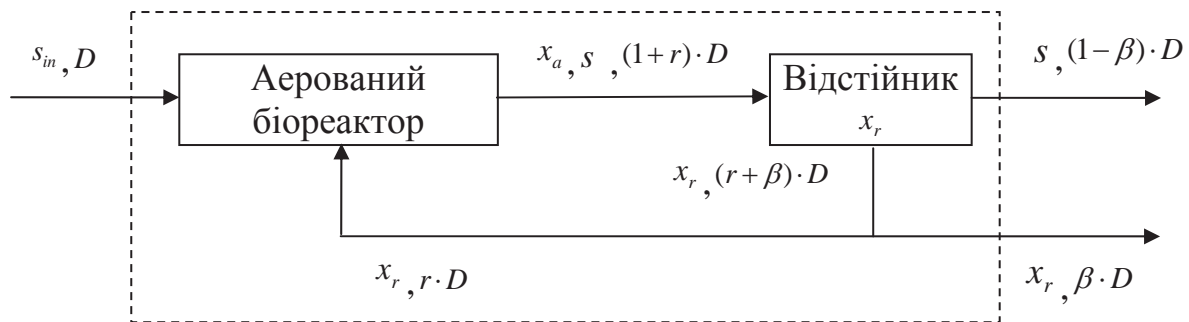 s_in , D
Аерований
біореактор
x_a , s , (1+r)·D
Відстійник
x_r
s , (1−β)·D
x_r , (r+β)·D
x_r , r·D
x_r , β·D